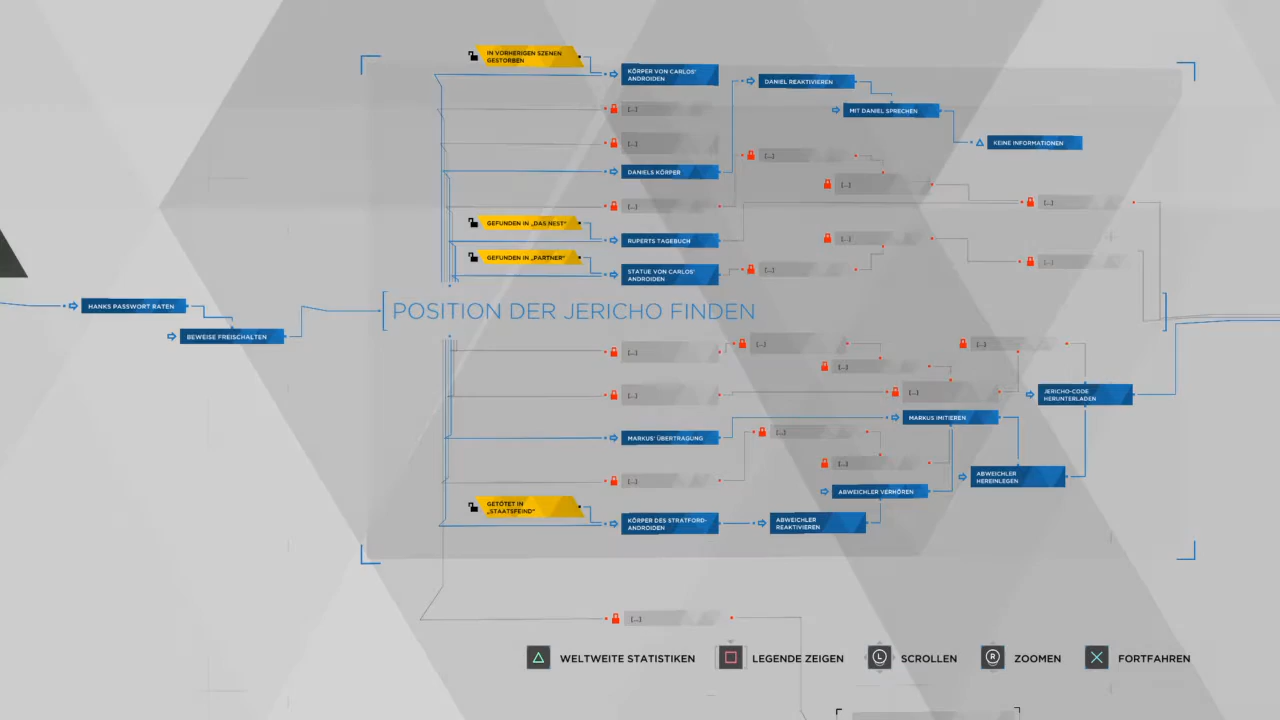 IN VORHERIGEN SZENEN
GESTORBEN
KÖRPER VON CARLOS'
ANDROIDEN
DANIEL REAKTIVIEREN
[...]
MIT DANIEL SPRECHEN
[...]
KEINE INFORMATIONEN
[...]
DANIELS KÖRPER
[...]
[...]
[...]
GEFUNDEN IN „DAS NEST"
RUPERTS TAGEBUCH
[...]
GEFUNDEN IN „PARTNER"
STATUE VON CARLOS'
ANDROIDEN
[...]
[...]
HANKS PASSWORT RATEN
BEWEISE FREISCHALTEN
POSITION DER JERICHO FINDEN
[...]
[...]
[...]
[...]
[...]
[...]
JERICHO-CODE
HERUNTERLADEN
MARKUS IMITIEREN
MARKUS' ÜBERTRAGUNG
[...]
[...]
[...]
ABWEICHLER
HEREINLEGEN
ABWEICHLER VERHÖREN
GETÖTET IN
„STAATSFEIND"
KÖRPER DES STRATFORD-
ANDROIDEN
ABWEICHLER
REAKTIVIEREN
[...]
WELTWEITE STATISTIKEN
LEGENDE ZEIGEN
L
SCROLLEN
R
ZOOMEN
FORTFAHREN